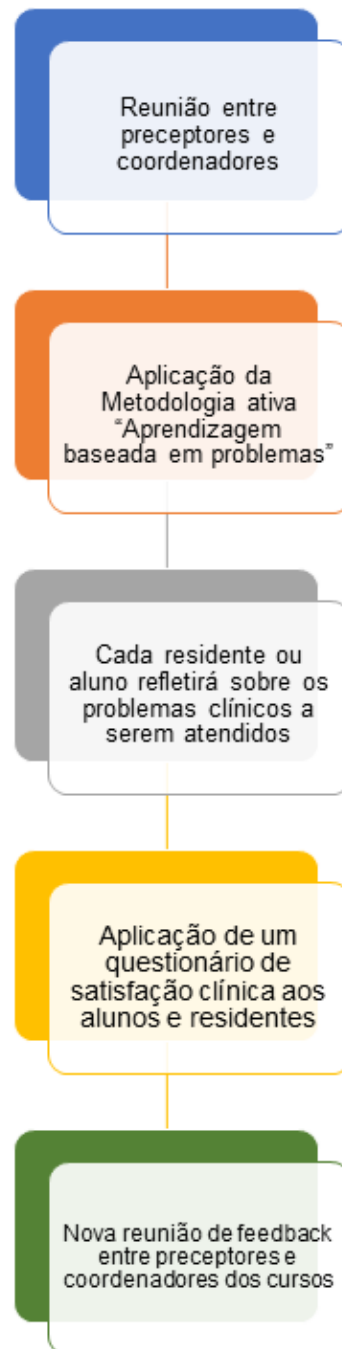 Reunião entre
preceptores e
coordenadores
Aplicação da
Metodologia ativa
“Aprendizagem
baseada em problemas”
Cada residente ou
aluno refletirá sobre os
problemas clínicos a
serem atendidos
Aplicação de um
questionário de
satisfação clínica aos
alunos e residentes
Nova reunião de feedback
entre preceptores e
coordenadores dos cursos